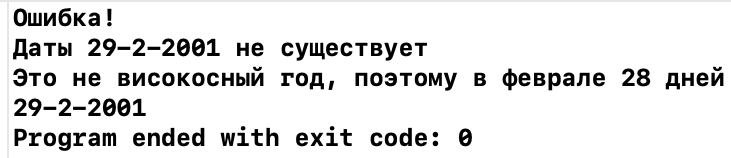 Ошибка!
Даты 29-2-2001 не существует
Это не високосный год, поэтому в феврале 28 дней
29-2-2001
Program ended with exit code: 0